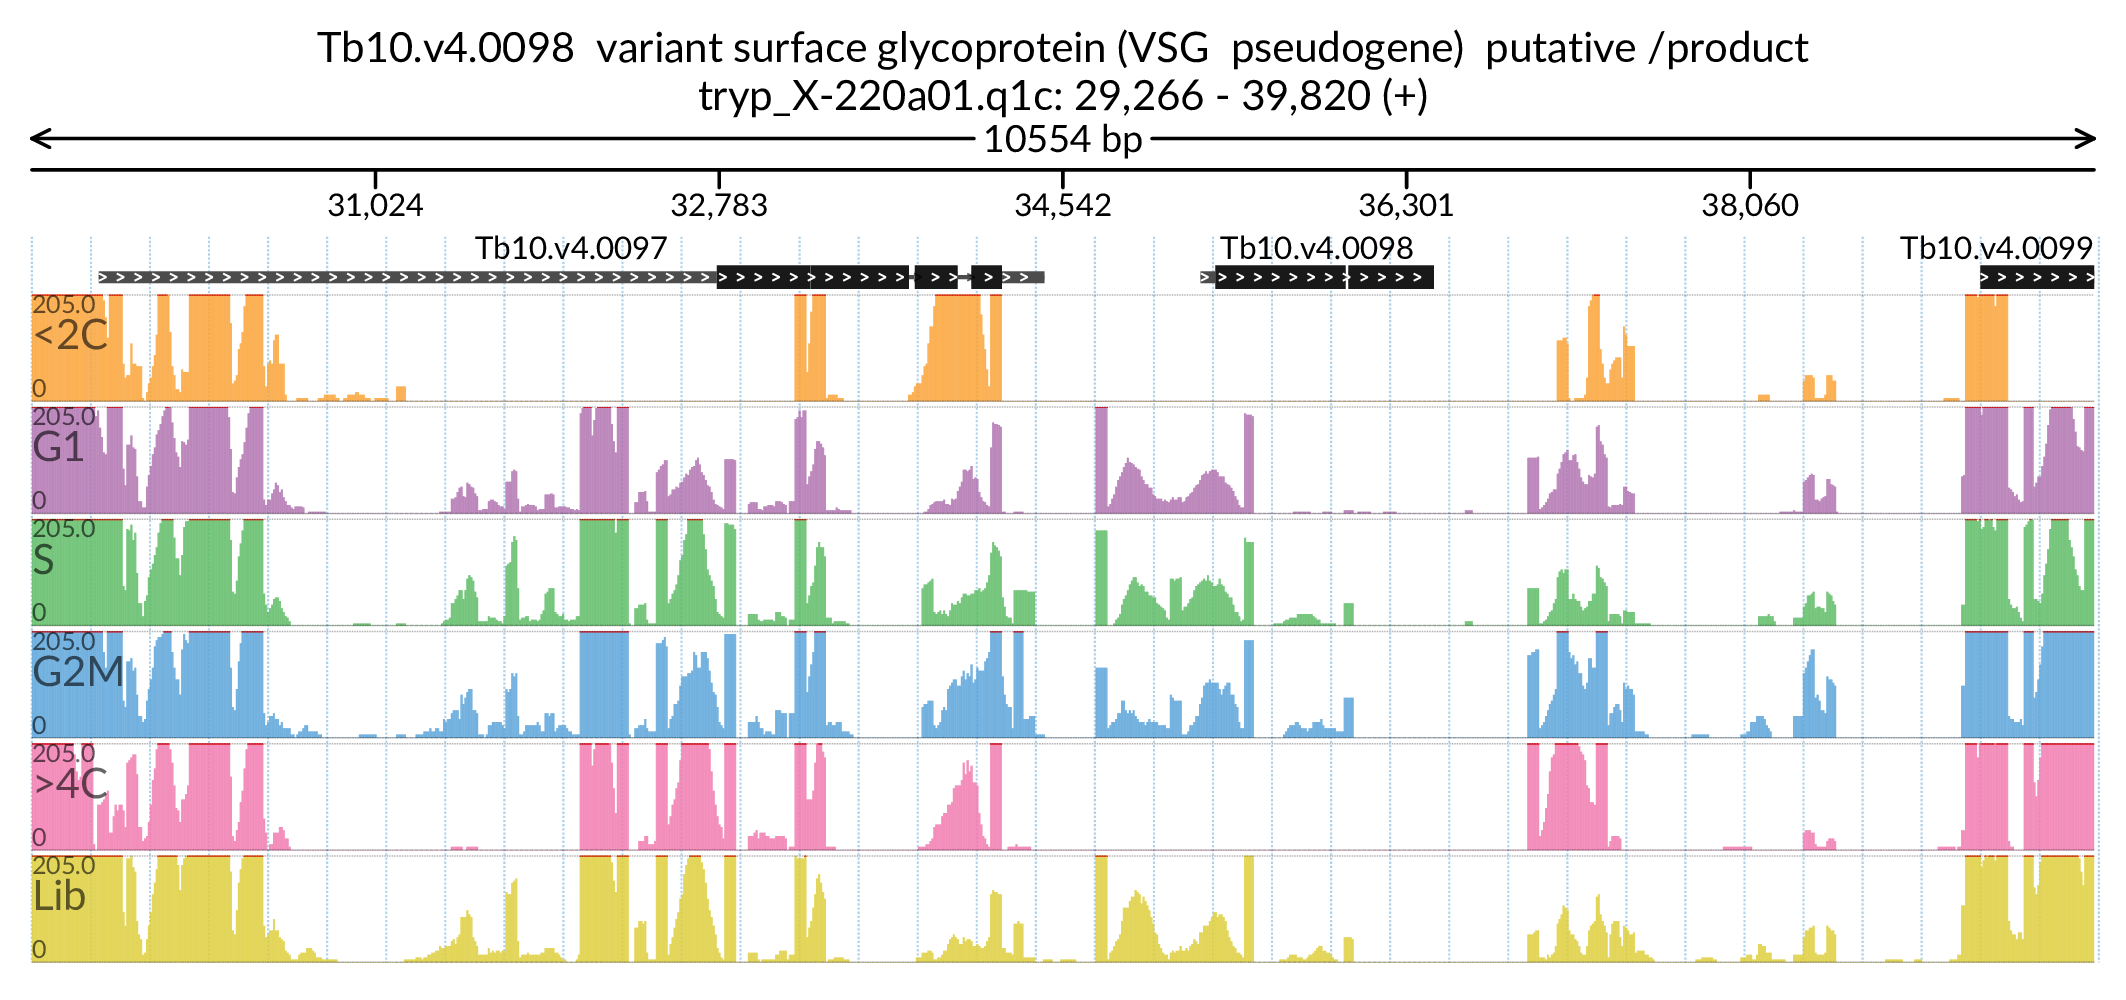 Tb10.v4.0098  variant surface glycoprotein (VSG  pseudogene)  putative /product
tryp_X-220a01.q1c: 29,266 - 39,820 (+)
10554 bp
31,024 32,783 34,542 36,301 38,060
Tb10.v4.0097 Tb10.v4.0098 Tb10.v4.0099
205.0
<2C
0
205.0
G1
0
205.0
S
0
205.0
G2M
0
205.0
>4C
0
205.0
Lib
0